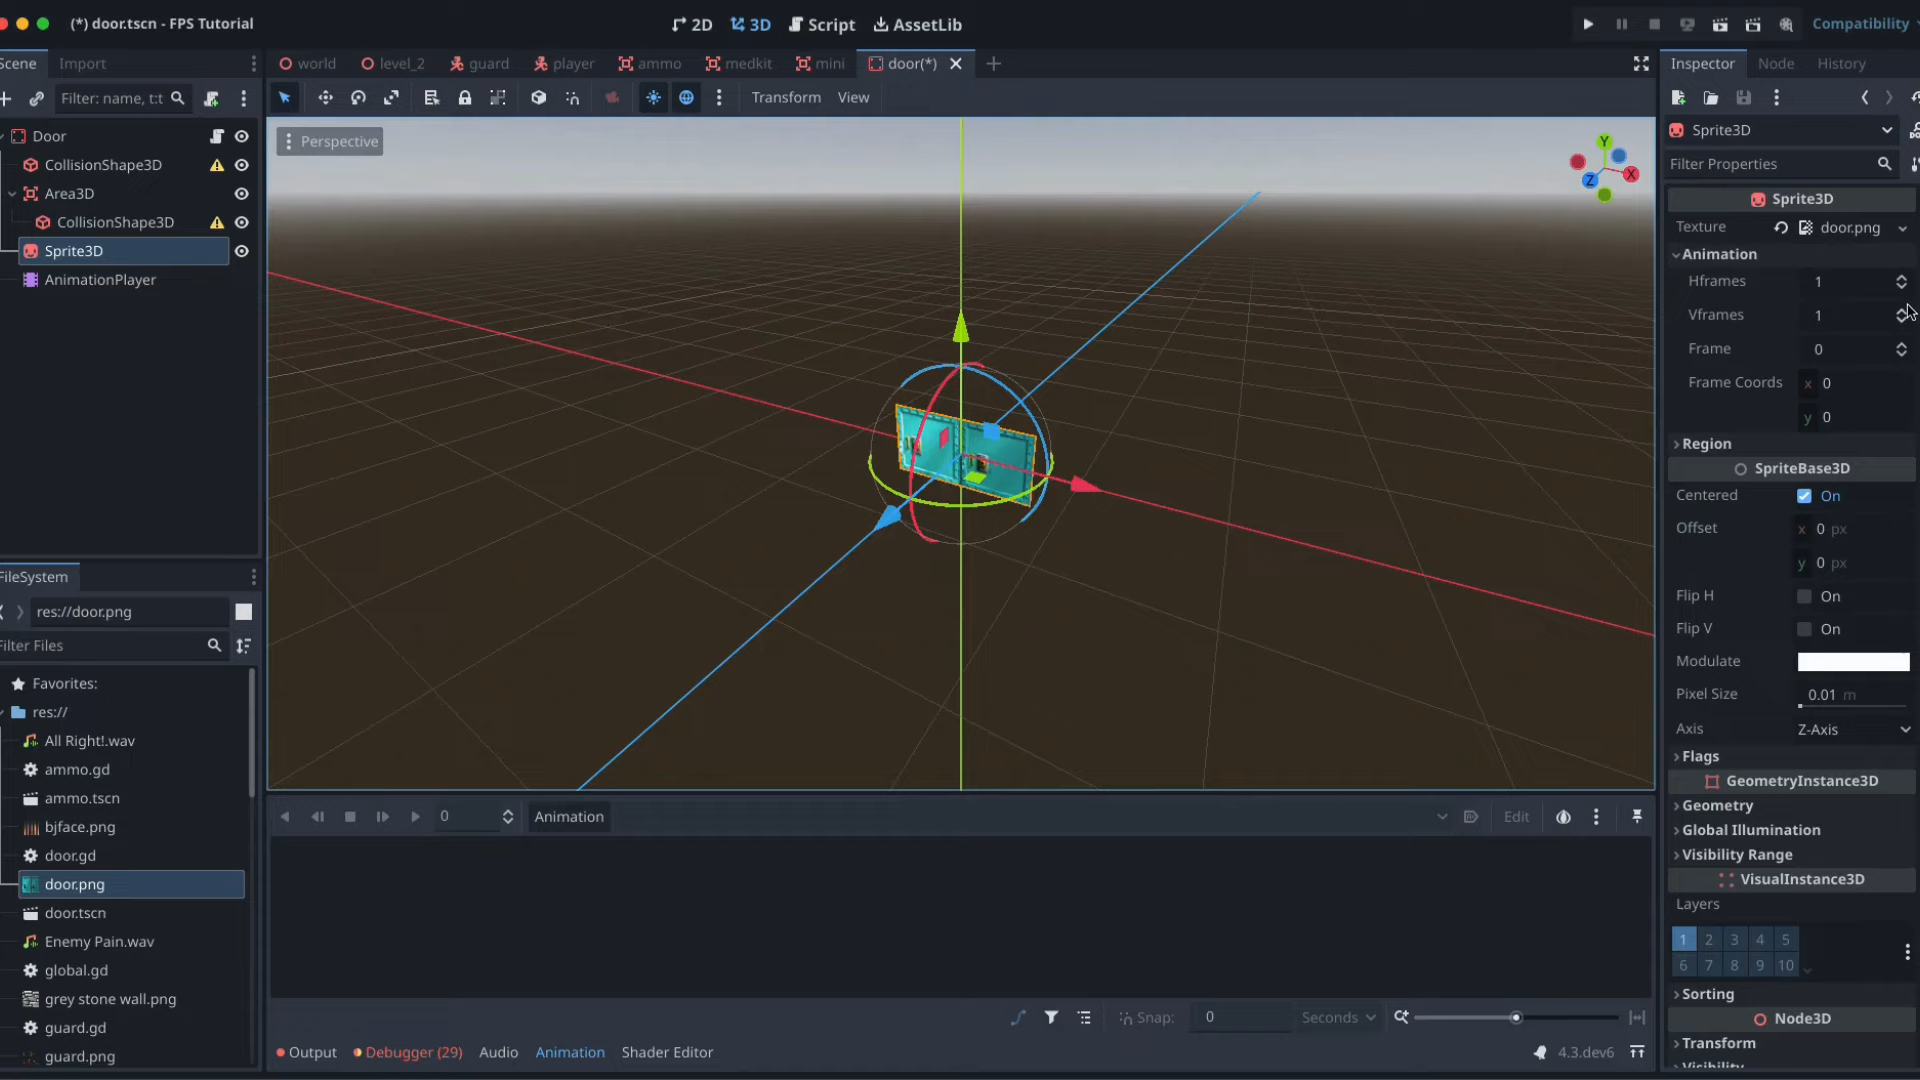 (*) door.tscn - FPS Tutorial
2D
3D
Script
AssetLib
Compatibility
Scene
Import
world
level_2
guard
player
ammo
medkit
mini
door(*)
Inspector
Node
History
Filter: name, t:t
Transform
View
Perspective
Y
X
Z
Door
CollisionShape3D
Area3D
CollisionShape3D
Sprite3D
AnimationPlayer
Sprite3D
Filter Properties
Sprite3D
Texture
door.png
Animation
Hframes
1
Vframes
1
Frame
0
Frame Coords
x 0
y 0
Region
SpriteBase3D
Centered
On
Offset
x 0 px
y 0 px
Flip H
On
Flip V
On
Modulate
Pixel Size
0.01 m
Axis
Z-Axis
Flags
GeometryInstance3D
Geometry
Global Illumination
Visibility Range
VisualInstance3D
Layers
1 2 3 4 5
6 7 8 9 10
Sorting
Node3D
Transform
Visibility
FileSystem
res://door.png
Filter Files
Favorites:
res://
All Right!.wav
ammo.gd
ammo.tscn
bjface.png
door.gd
door.png
door.tscn
Enemy Pain.wav
global.gd
grey stone wall.png
guard.gd
guard.png
0
Animation
Edit
Snap:
0
Seconds
Output
Debugger (29)
Audio
Animation
Shader Editor
4.3.dev6